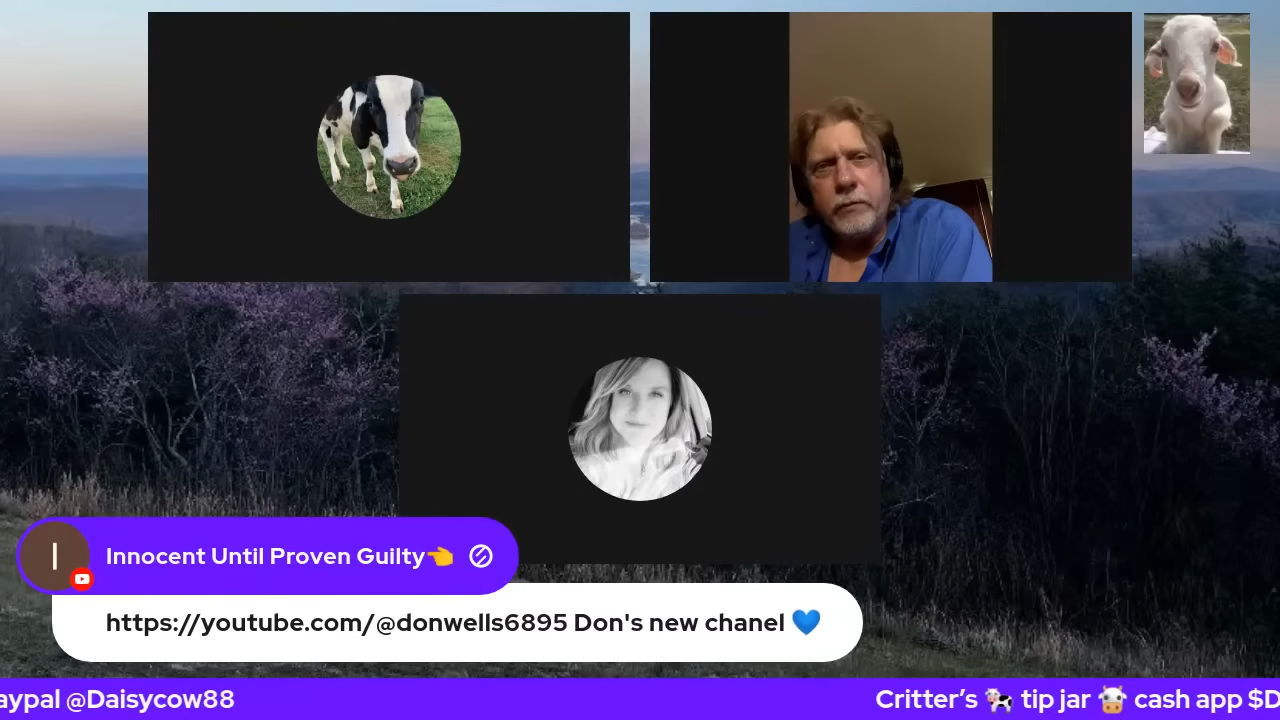 Innocent Until Proven Guilty👈
https://youtube.com/@donwells6895 Don's new chanel 💙
aypal @Daisycow88 Critter's 🐄 tip jar 🐮 cash app $D